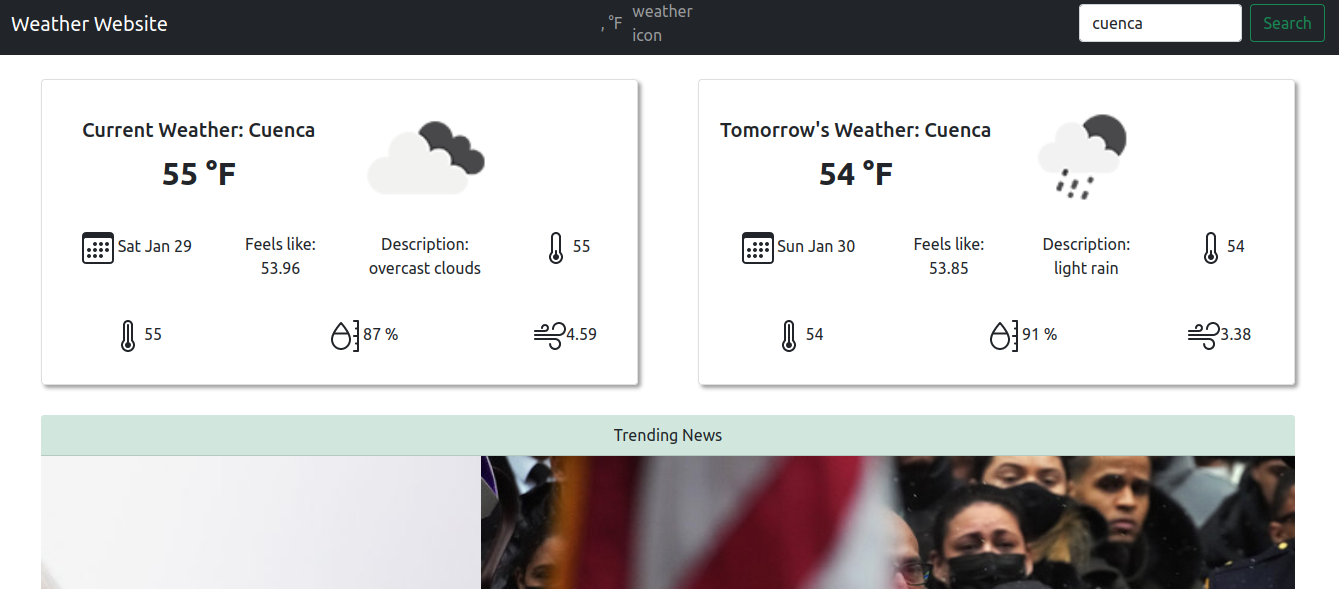 Weather Website
, °F
weather
icon
cuenca
Search
Current Weather: Cuenca
55 °F
Sat Jan 29
Feels like:
53.96
Description:
overcast clouds
55
55
87 %
4.59
Tomorrow's Weather: Cuenca
54 °F
Sun Jan 30
Feels like:
53.85
Description:
light rain
54
54
91 %
3.38
Trending News